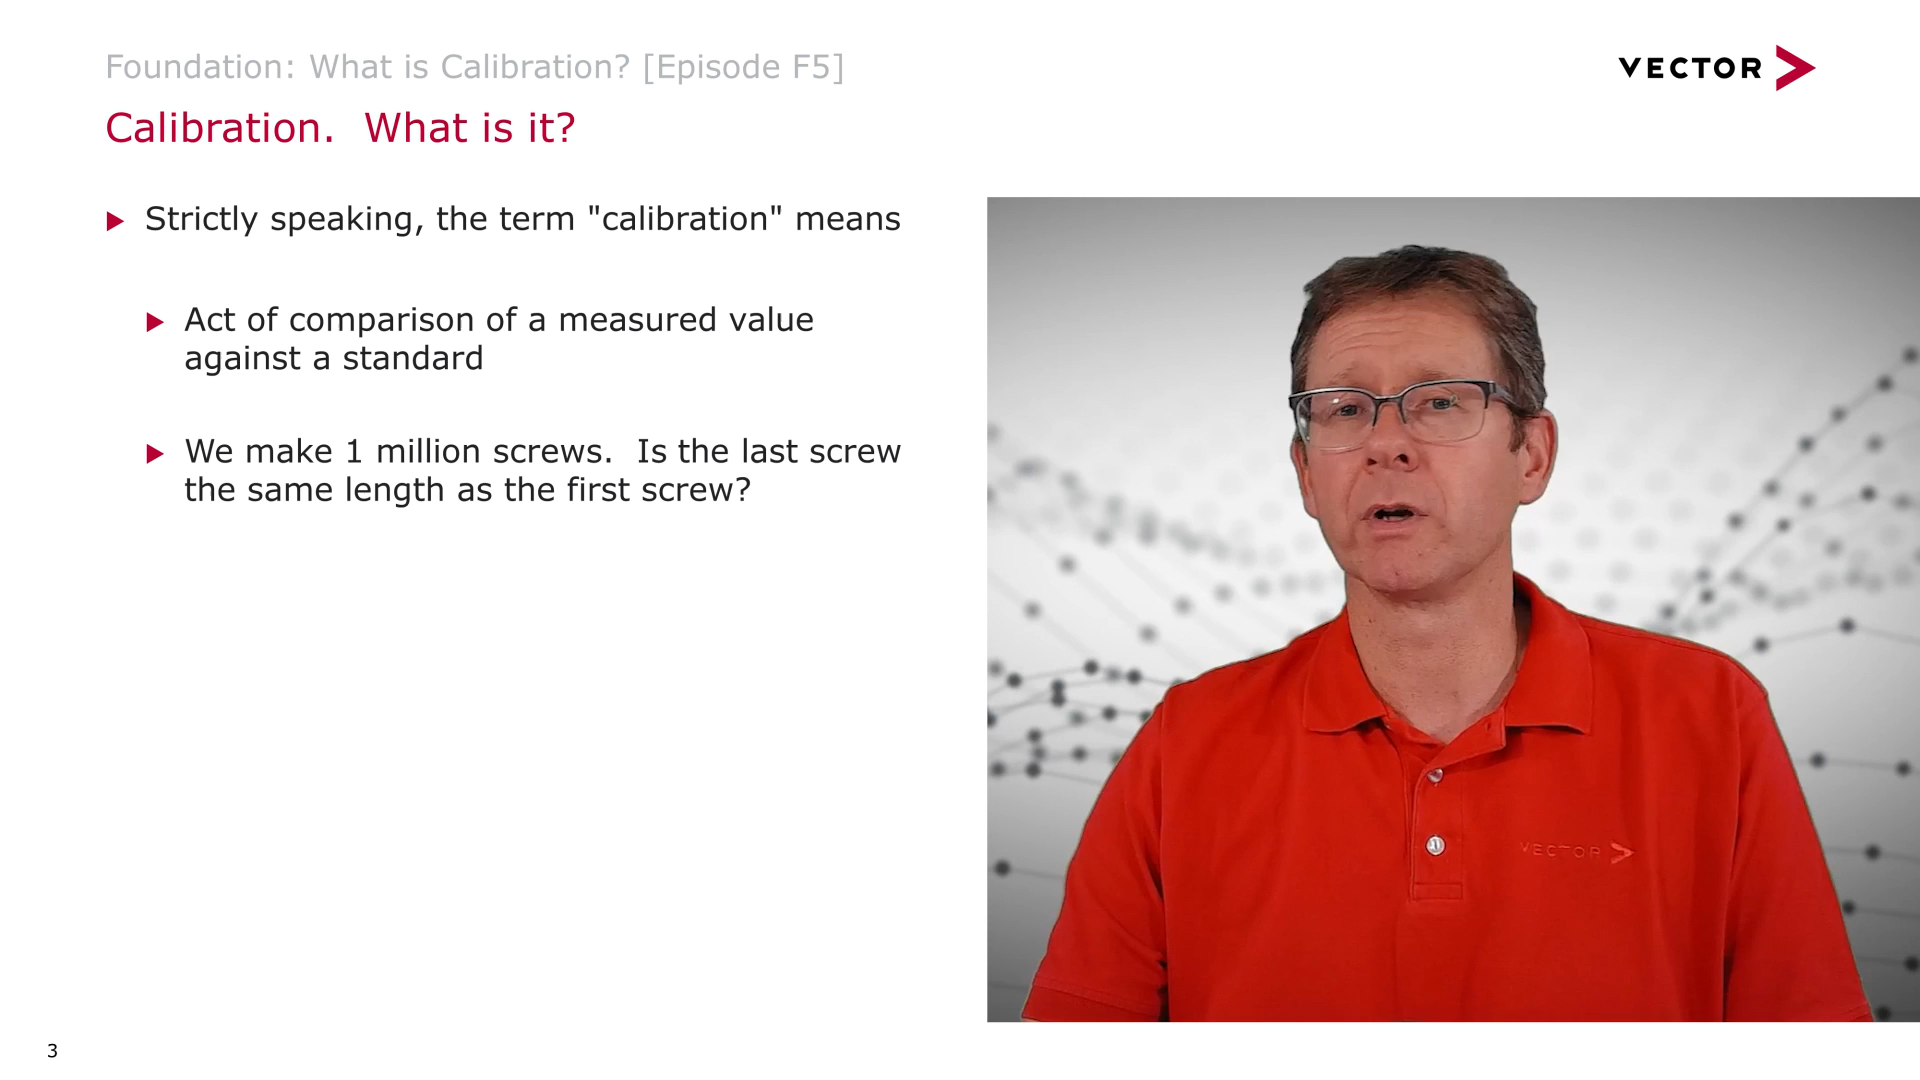 Foundation: What is Calibration? [Episode F5]
VECTOR
Calibration.  What is it?
Strictly speaking, the term "calibration" means
Act of comparison of a measured value
against a standard
We make 1 million screws.  Is the last screw
the same length as the first screw?
VECTOR
3